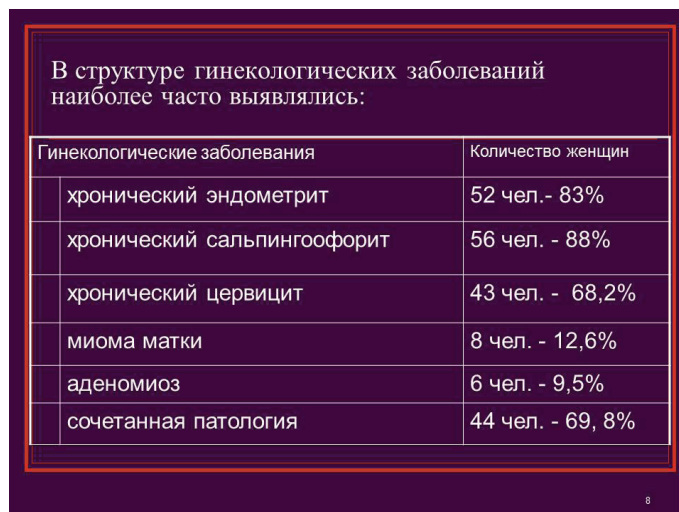 В структуре гинекологических заболеваний
наиболее часто выявлялись:
Гинекологические заболевания Количество женщин
хронический эндометрит 52 чел.- 83%
хронический сальпингоофорит 56 чел. - 88%
хронический цервицит 43 чел. - 68,2%
миома матки 8 чел. - 12,6%
аденомиоз 6 чел. - 9,5%
сочетанная патология 44 чел. - 69, 8%
8